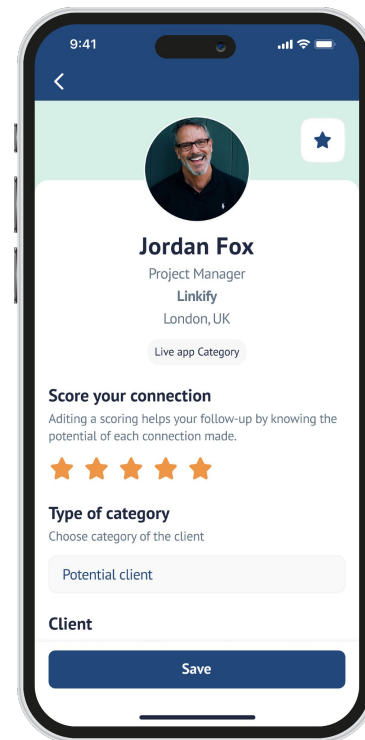 9:41
Jordan Fox
Project Manager
Linkify
London, UK
Live app Category
Score your connection
Aditing a scoring helps your follow-up by knowing the
potential of each connection made.
Type of category
Choose category of the client
Potential client
Client
Save